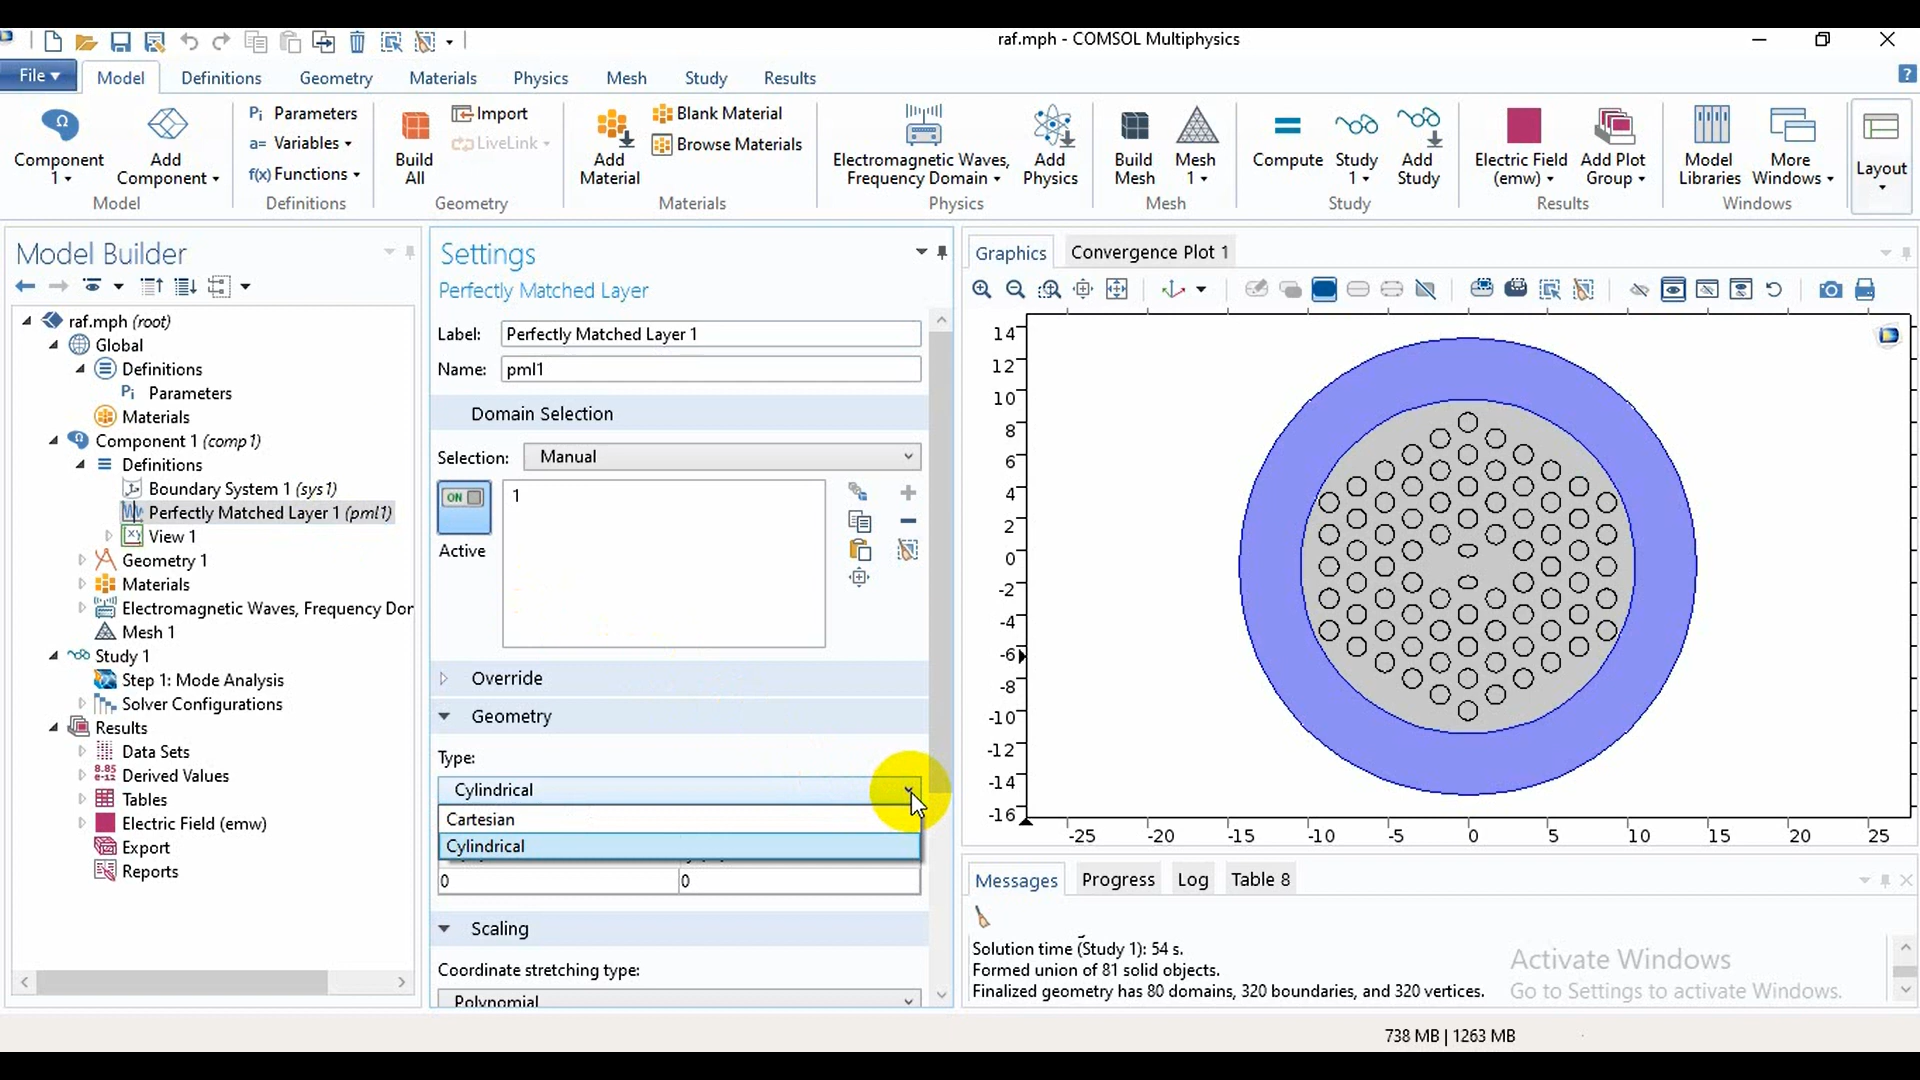 raf.mph - COMSOL Multiphysics
File
Model
Definitions
Geometry
Materials
Physics
Mesh
Study
Results
Component
1
Add
Component
Model
Pi Parameters
a= Variables
f(x) Functions
Definitions
Build
All
Import
LiveLink
Geometry
Add
Material
Blank Material
Browse Materials
Materials
Electromagnetic Waves,
Frequency Domain
Add
Physics
Physics
Build
Mesh
Mesh
1
Mesh
Compute
Study
1
Add
Study
Study
Electric Field
(emw)
Add Plot
Group
Results
Model
Libraries
More
Windows
Windows
Layout
Model Builder
raf.mph (root)
Global
Definitions
Pi Parameters
Materials
Component 1 (comp1)
Definitions
Boundary System 1 (sys1)
Perfectly Matched Layer 1 (pml1)
View 1
Geometry 1
Materials
Electromagnetic Waves, Frequency Dor
Mesh 1
Study 1
Step 1: Mode Analysis
Solver Configurations
Results
Data Sets
8.85
e-12 Derived Values
Tables
Electric Field (emw)
Export
Reports
Settings
Perfectly Matched Layer
Label: Perfectly Matched Layer 1
Name: pml1
Domain Selection
Selection: Manual
ON
Active
1
Override
Geometry
Type:
Cylindrical
Cartesian
Cylindrical
0 0
Scaling
Coordinate stretching type:
Polynomial
Graphics
Convergence Plot 1
14
12
10
8
6
4
2
0
-2
-4
-6
-8
-10
-12
-14
-16
-25 -20 -15 -10 -5 0 5 10 15 20 25
Messages
Progress
Log
Table 8
Solution time (Study 1): 54 s.
Formed union of 81 solid objects.
Finalized geometry has 80 domains, 320 boundaries, and 320 vertices.
Activate Windows
Go to Settings to activate Windows.
738 MB | 1263 MB